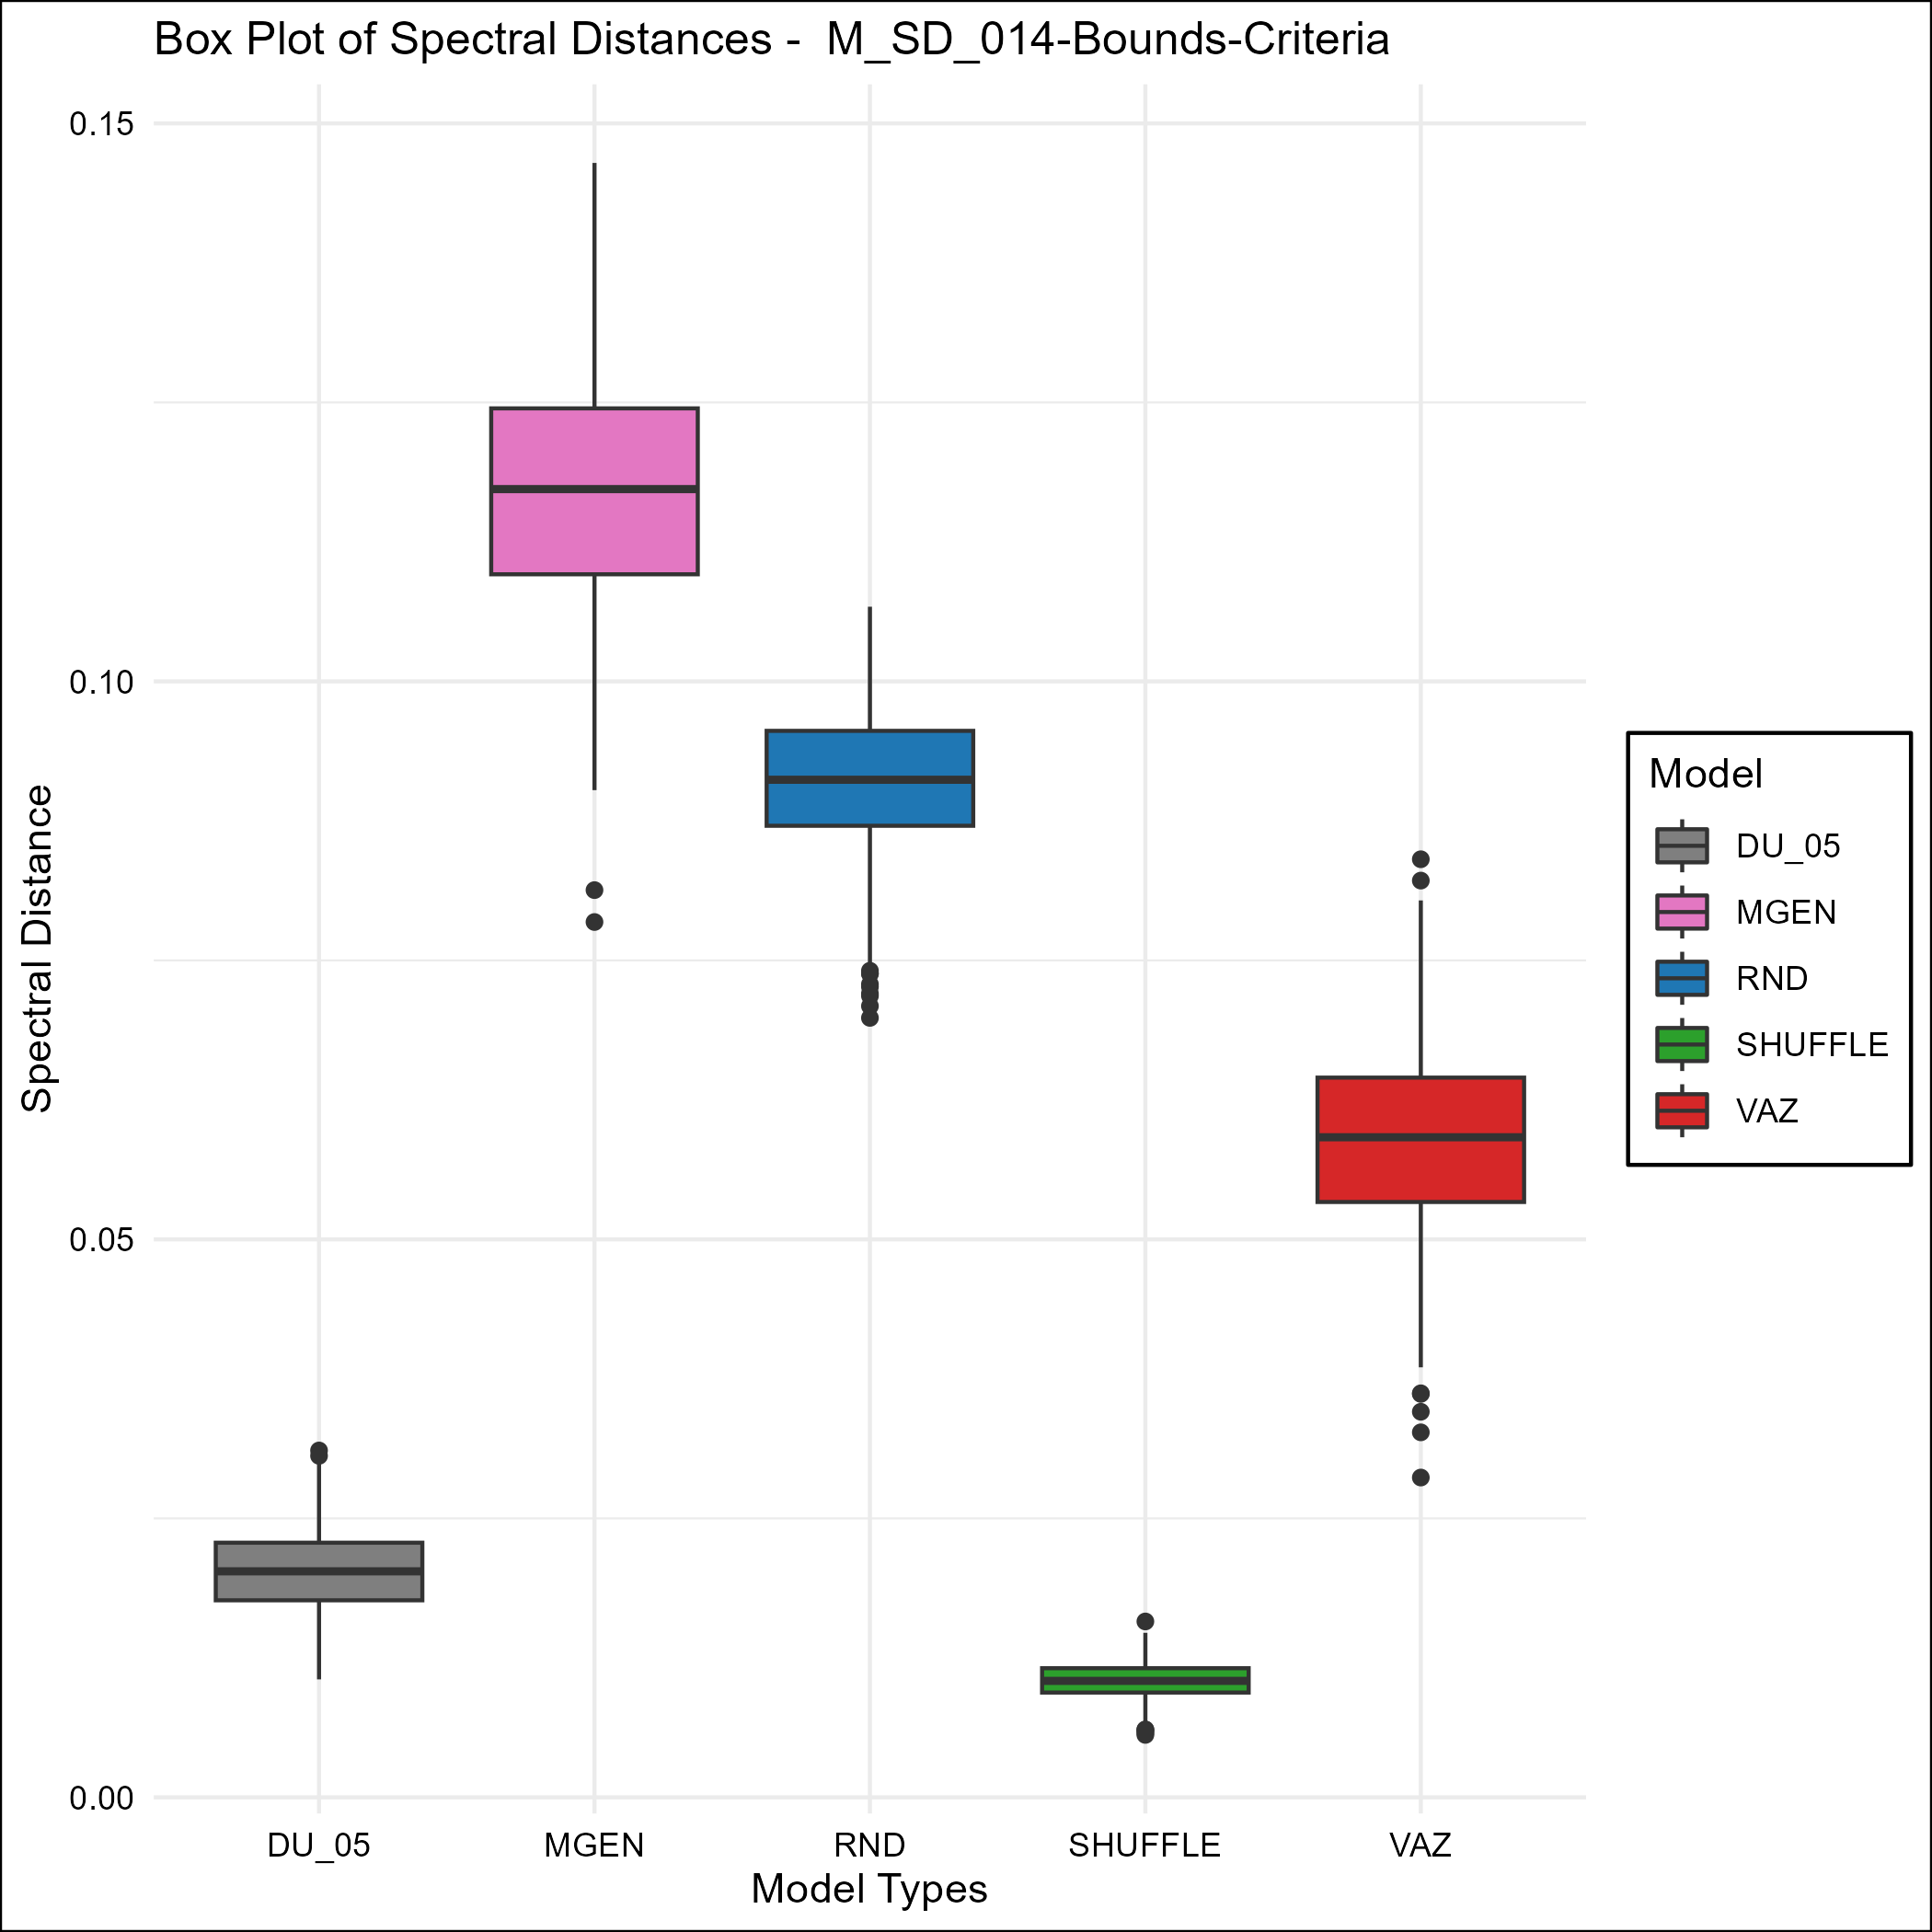 Box Plot of Spectral Distances -  M_SD_014-Bounds-Criteria
Spectral Distance
0.15
0.10
0.05
0.00
DU_05
MGEN
RND
SHUFFLE
VAZ
Model Types
Model
DU_05
MGEN
RND
SHUFFLE
VAZ